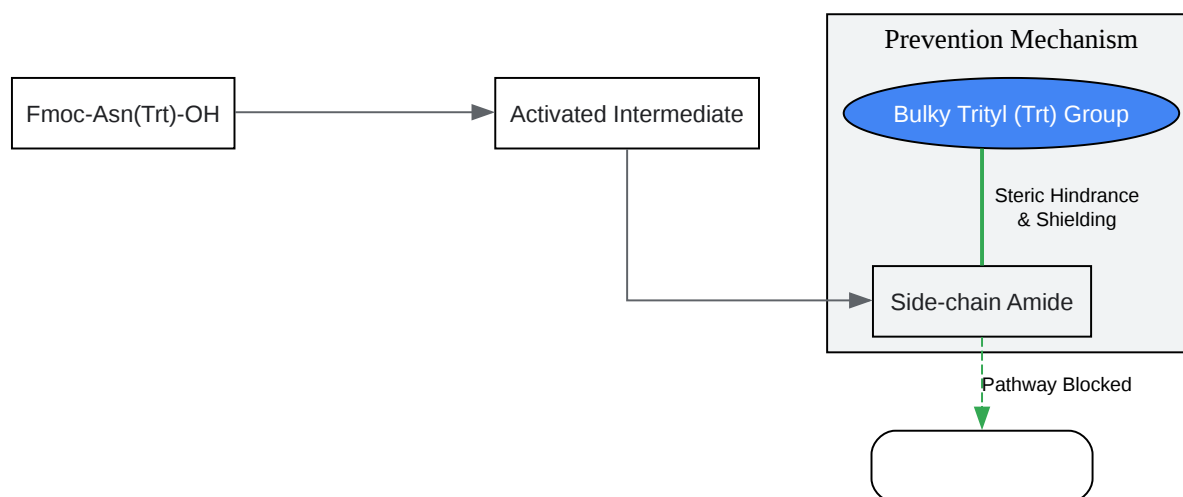 Prevention Mechanism
Fmoc-Asn(Trt)-OH
Activated Intermediate
Bulky Trityl (Trt) Group
Steric Hindrance
& Shielding
Side-chain Amide
Pathway Blocked